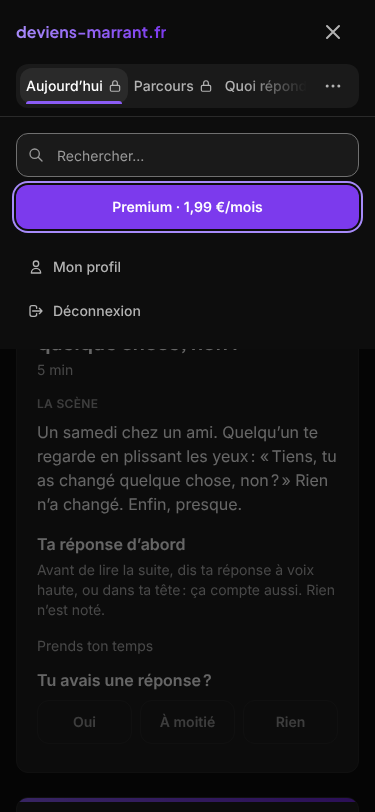 deviens-marrant.fr
Aujourd’hui Parcours Quoi répond
Rechercher...
Premium · 1,99 €/mois
Mon profil
Déconnexion
quelque chose, non ?
5 min
LA SCÈNE
Un samedi chez un ami. Quelqu’un te
regarde en plissant les yeux : « Tiens, tu
as changé quelque chose, non ? » Rien
n’a changé. Enfin, presque.
Ta réponse d’abord
Avant de lire la suite, dis ta réponse à voix
haute, ou dans ta tête : ça compte aussi. Rien
n’est noté.
Prends ton temps
Tu avais une réponse ?
Oui À moitié Rien